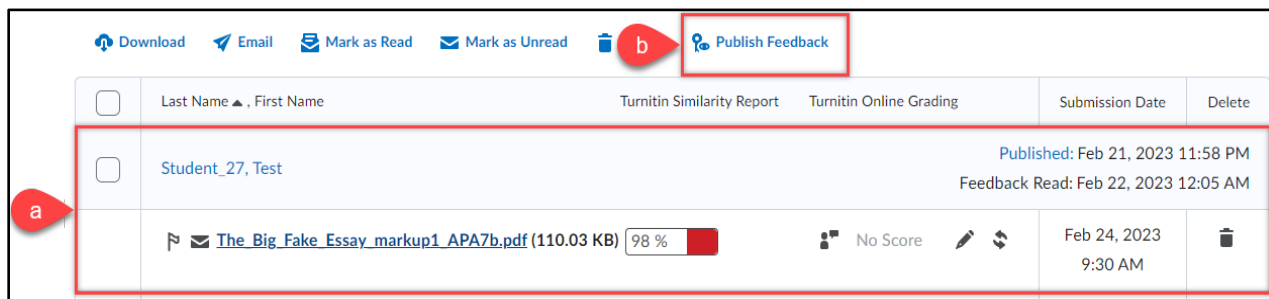 Download Email Mark as Read Mark as Unread b Publish Feedback
Last Name ▲ , First Name Turnitin Similarity Report Turnitin Online Grading Submission Date Delete
Student_27, Test
Published: Feb 21, 2023 11:58 PM
Feedback Read: Feb 22, 2023 12:05 AM
a
The_Big_Fake_Essay_markup1_APA7b.pdf (110.03 KB) 98 % No Score Feb 24, 2023
9:30 AM